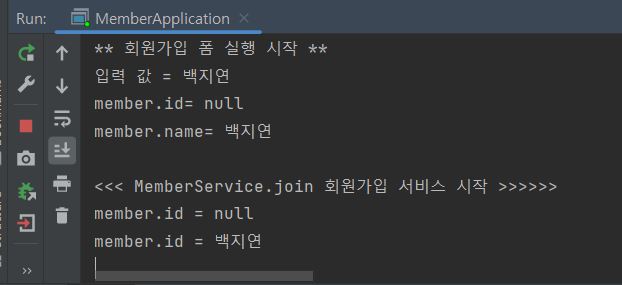 Run: MemberApplication
** 회원가입 폼 실행 시작 **
입력 값 = 백지연
member.id= null
member.name= 백지연
<<< MemberService.join 회원가입 서비스 시작 >>>>>>
member.id = null
member.id = 백지연